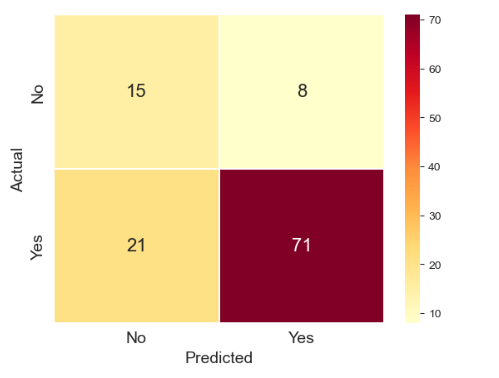 No
15
8
Actual
Yes
21
71
No
Yes
Predicted
70
60
50
40
30
20
10